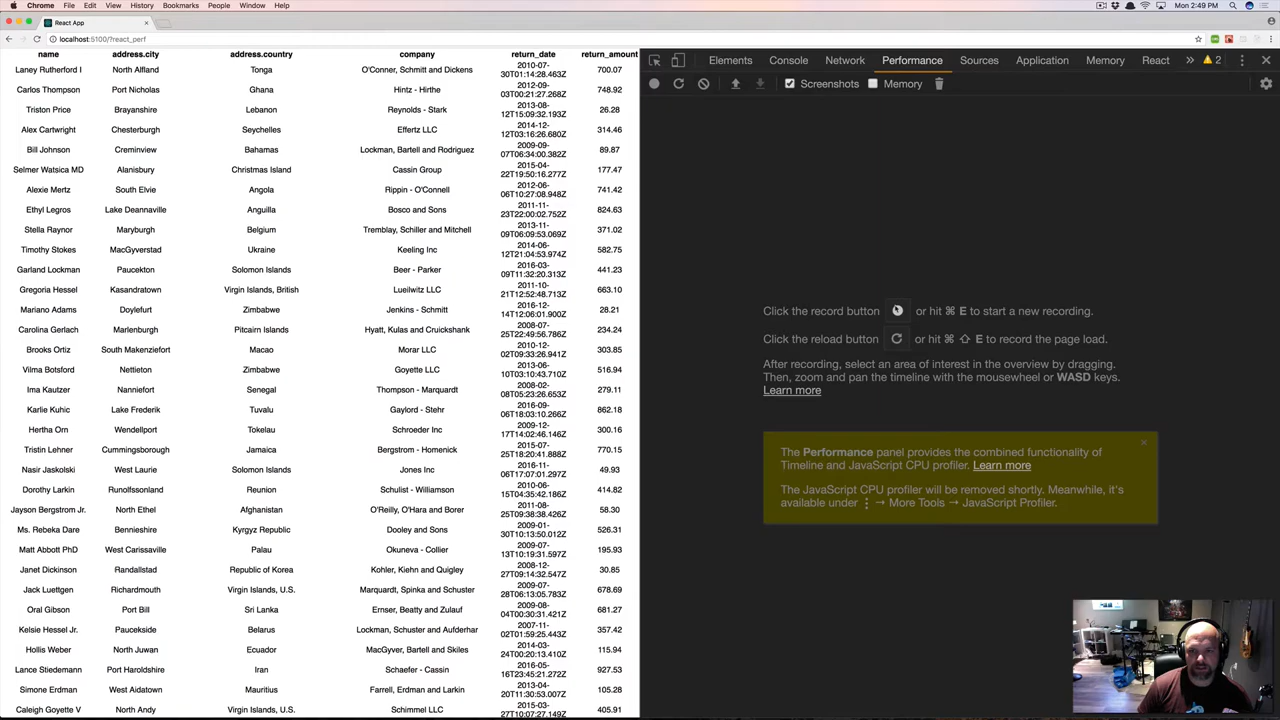 Chrome File Edit View History Bookmarks People Window Help Mon 2:49 PM
React App
localhost:5100/?react_perf
name address.city address.country company return_date return_amount
Laney Rutherford I North Alfland Tonga O'Conner, Schmitt and Dickens 2010-07-30T01:14:28.463Z 700.07
Carlos Thompson Port Nicholas Ghana Hintz - Hirthe 2012-09-03T00:21:27.268Z 748.92
Triston Price Brayanshire Lebanon Reynolds - Stark 2013-08-12T15:09:32.193Z 26.28
Alex Cartwright Chesterburgh Seychelles Effertz LLC 2014-12-12T03:16:26.680Z 314.46
Bill Johnson Creminview Bahamas Lockman, Bartell and Rodriguez 2009-09-07T06:34:00.382Z 89.87
Selmer Watsica MD Alanisbury Christmas Island Cassin Group 2015-04-22T19:50:16.277Z 177.47
Alexie Mertz South Elvie Angola Rippin - O'Connell 2012-06-06T10:27:08.948Z 741.42
Ethyl Legros Lake Deannaville Anguilla Bosco and Sons 2011-11-23T22:00:02.752Z 824.63
Stella Raynor Maryburgh Belgium Tremblay, Schiller and Mitchell 2013-11-09T06:09:53.069Z 371.02
Timothy Stokes MacGyverstad Ukraine Keeling Inc 2014-06-12T21:04:53.974Z 582.75
Garland Lockman Paucekton Solomon Islands Beer - Parker 2016-03-09T11:32:20.313Z 441.23
Gregoria Hessel Kasandratown Virgin Islands, British Lueilwitz LLC 2011-10-21T12:52:48.713Z 663.10
Mariano Adams Doylefurt Zimbabwe Jenkins - Schmitt 2016-12-14T12:06:01.900Z 28.21
Carolina Gerlach Marlenburgh Pitcairn Islands Hyatt, Kulas and Cruickshank 2008-07-25T22:49:56.786Z 234.24
Brooks Ortiz South Makenziefort Macao Morar LLC 2010-12-02T09:33:26.941Z 303.85
Vilma Botsford Nettieton Zimbabwe Goyette LLC 2013-06-10T03:10:43.710Z 516.94
Ima Kautzer Nanniefort Senegal Thompson - Marquardt 2008-02-08T05:23:26.653Z 279.11
Karlie Kuhic Lake Frederik Tuvalu Gaylord - Stehr 2016-09-06T18:03:10.266Z 862.18
Hertha Orn Wendellport Tokelau Schroeder Inc 2009-12-17T14:02:46.146Z 300.16
Tristin Lehner Cummingsborough Jamaica Bergstrom - Homenick 2015-07-25T18:20:41.888Z 770.15
Nasir Jaskolski West Laurie Solomon Islands Jones Inc 2016-11-06T17:07:01.297Z 49.93
Dorothy Larkin Runolfssonland Reunion Schulist - Williamson 2010-06-15T04:35:42.186Z 414.82
Jayson Bergstrom Jr. North Ethel Afghanistan O'Reilly, O'Hara and Borer 2011-08-25T09:38:38.426Z 58.30
Ms. Rebeka Dare Bennieshire Kyrgyz Republic Dooley and Sons 2009-01-30T10:13:50.012Z 526.31
Matt Abbott PhD West Carissaville Palau Okuneva - Collier 2009-07-13T10:19:31.597Z 195.93
Janet Dickinson Randallstad Republic of Korea Kohler, Kiehn and Quigley 2008-12-27T09:14:32.547Z 30.85
Jack Luettgen Richardmouth Virgin Islands, U.S. Marquardt, Spinka and Schuster 2009-07-28T06:13:05.783Z 678.69
Oral Gibson Port Bill Sri Lanka Ernser, Beatty and Zulauf 2009-08-04T00:30:31.421Z 681.27
Kelsie Hessel Jr. Pauckside Belarus Lockman, Schuster and Aufderhar 2007-11-02T01:59:25.443Z 357.42
Hollis Weber North Juwan Ecuador MacGyver, Bartell and Skiles 2014-03-24T00:20:13.410Z 115.94
Lance Stiedemann Port Haroldshire Iran Schaefer - Cassin 2016-05-16T23:45:21.272Z 927.53
Simone Erdman West Aidatown Mauritius Farrell, Erdman and Larkin 2013-04-20T11:30:53.007Z 105.28
Caleigh Goyette V North Andy Virgin Islands, U.S. Schimmel LLC 2015-03-27T10:07:27.149Z 405.91
Elements Console Network Performance Sources Application Memory React » 2
Screenshots Memory
Click the record button or hit ⌘ E to start a new recording.
Click the reload button or hit ⌘ ⇧ E to record the page load.
After recording, select an area of interest in the overview by dragging.
Then, zoom and pan the timeline with the mousewheel or WASD keys.
Learn more
The Performance panel provides the combined functionality of
Timeline and JavaScript CPU profiler. Learn more
The JavaScript CPU profiler will be removed shortly. Meanwhile, it's
available under ⋮ → More Tools → JavaScript Profiler.